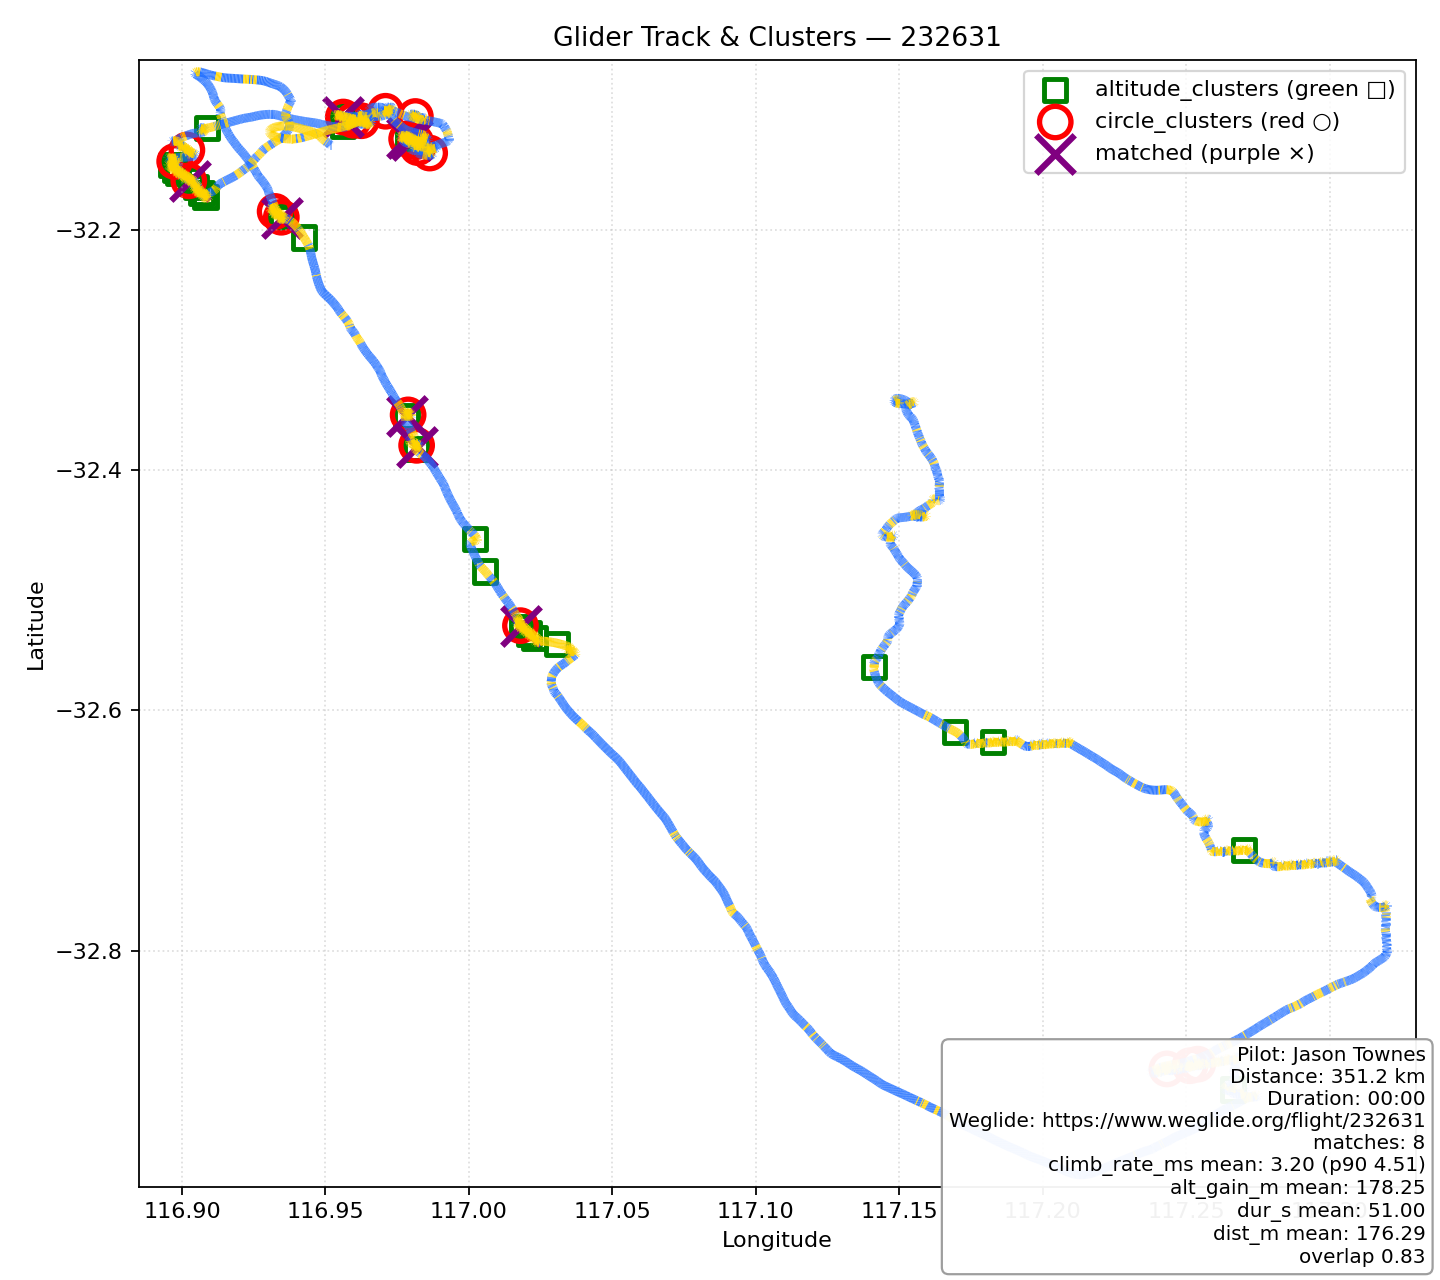 Glider Track & Clusters — 232631
altitude_clusters (green □)
circle_clusters (red ○)
matched (purple ×)
−32.2
−32.4
−32.6
−32.8
Latitude
116.90 116.95 117.00 117.05 117.10 117.15 117.20 117.25
Longitude
Pilot: Jason Townes
Distance: 351.2 km
Duration: 00:00
Weglide: https://www.weglide.org/flight/232631
matches: 8
climb_rate_ms mean: 3.20 (p90 4.51)
alt_gain_m mean: 178.25
dur_s mean: 51.00
dist_m mean: 176.29
overlap 0.83